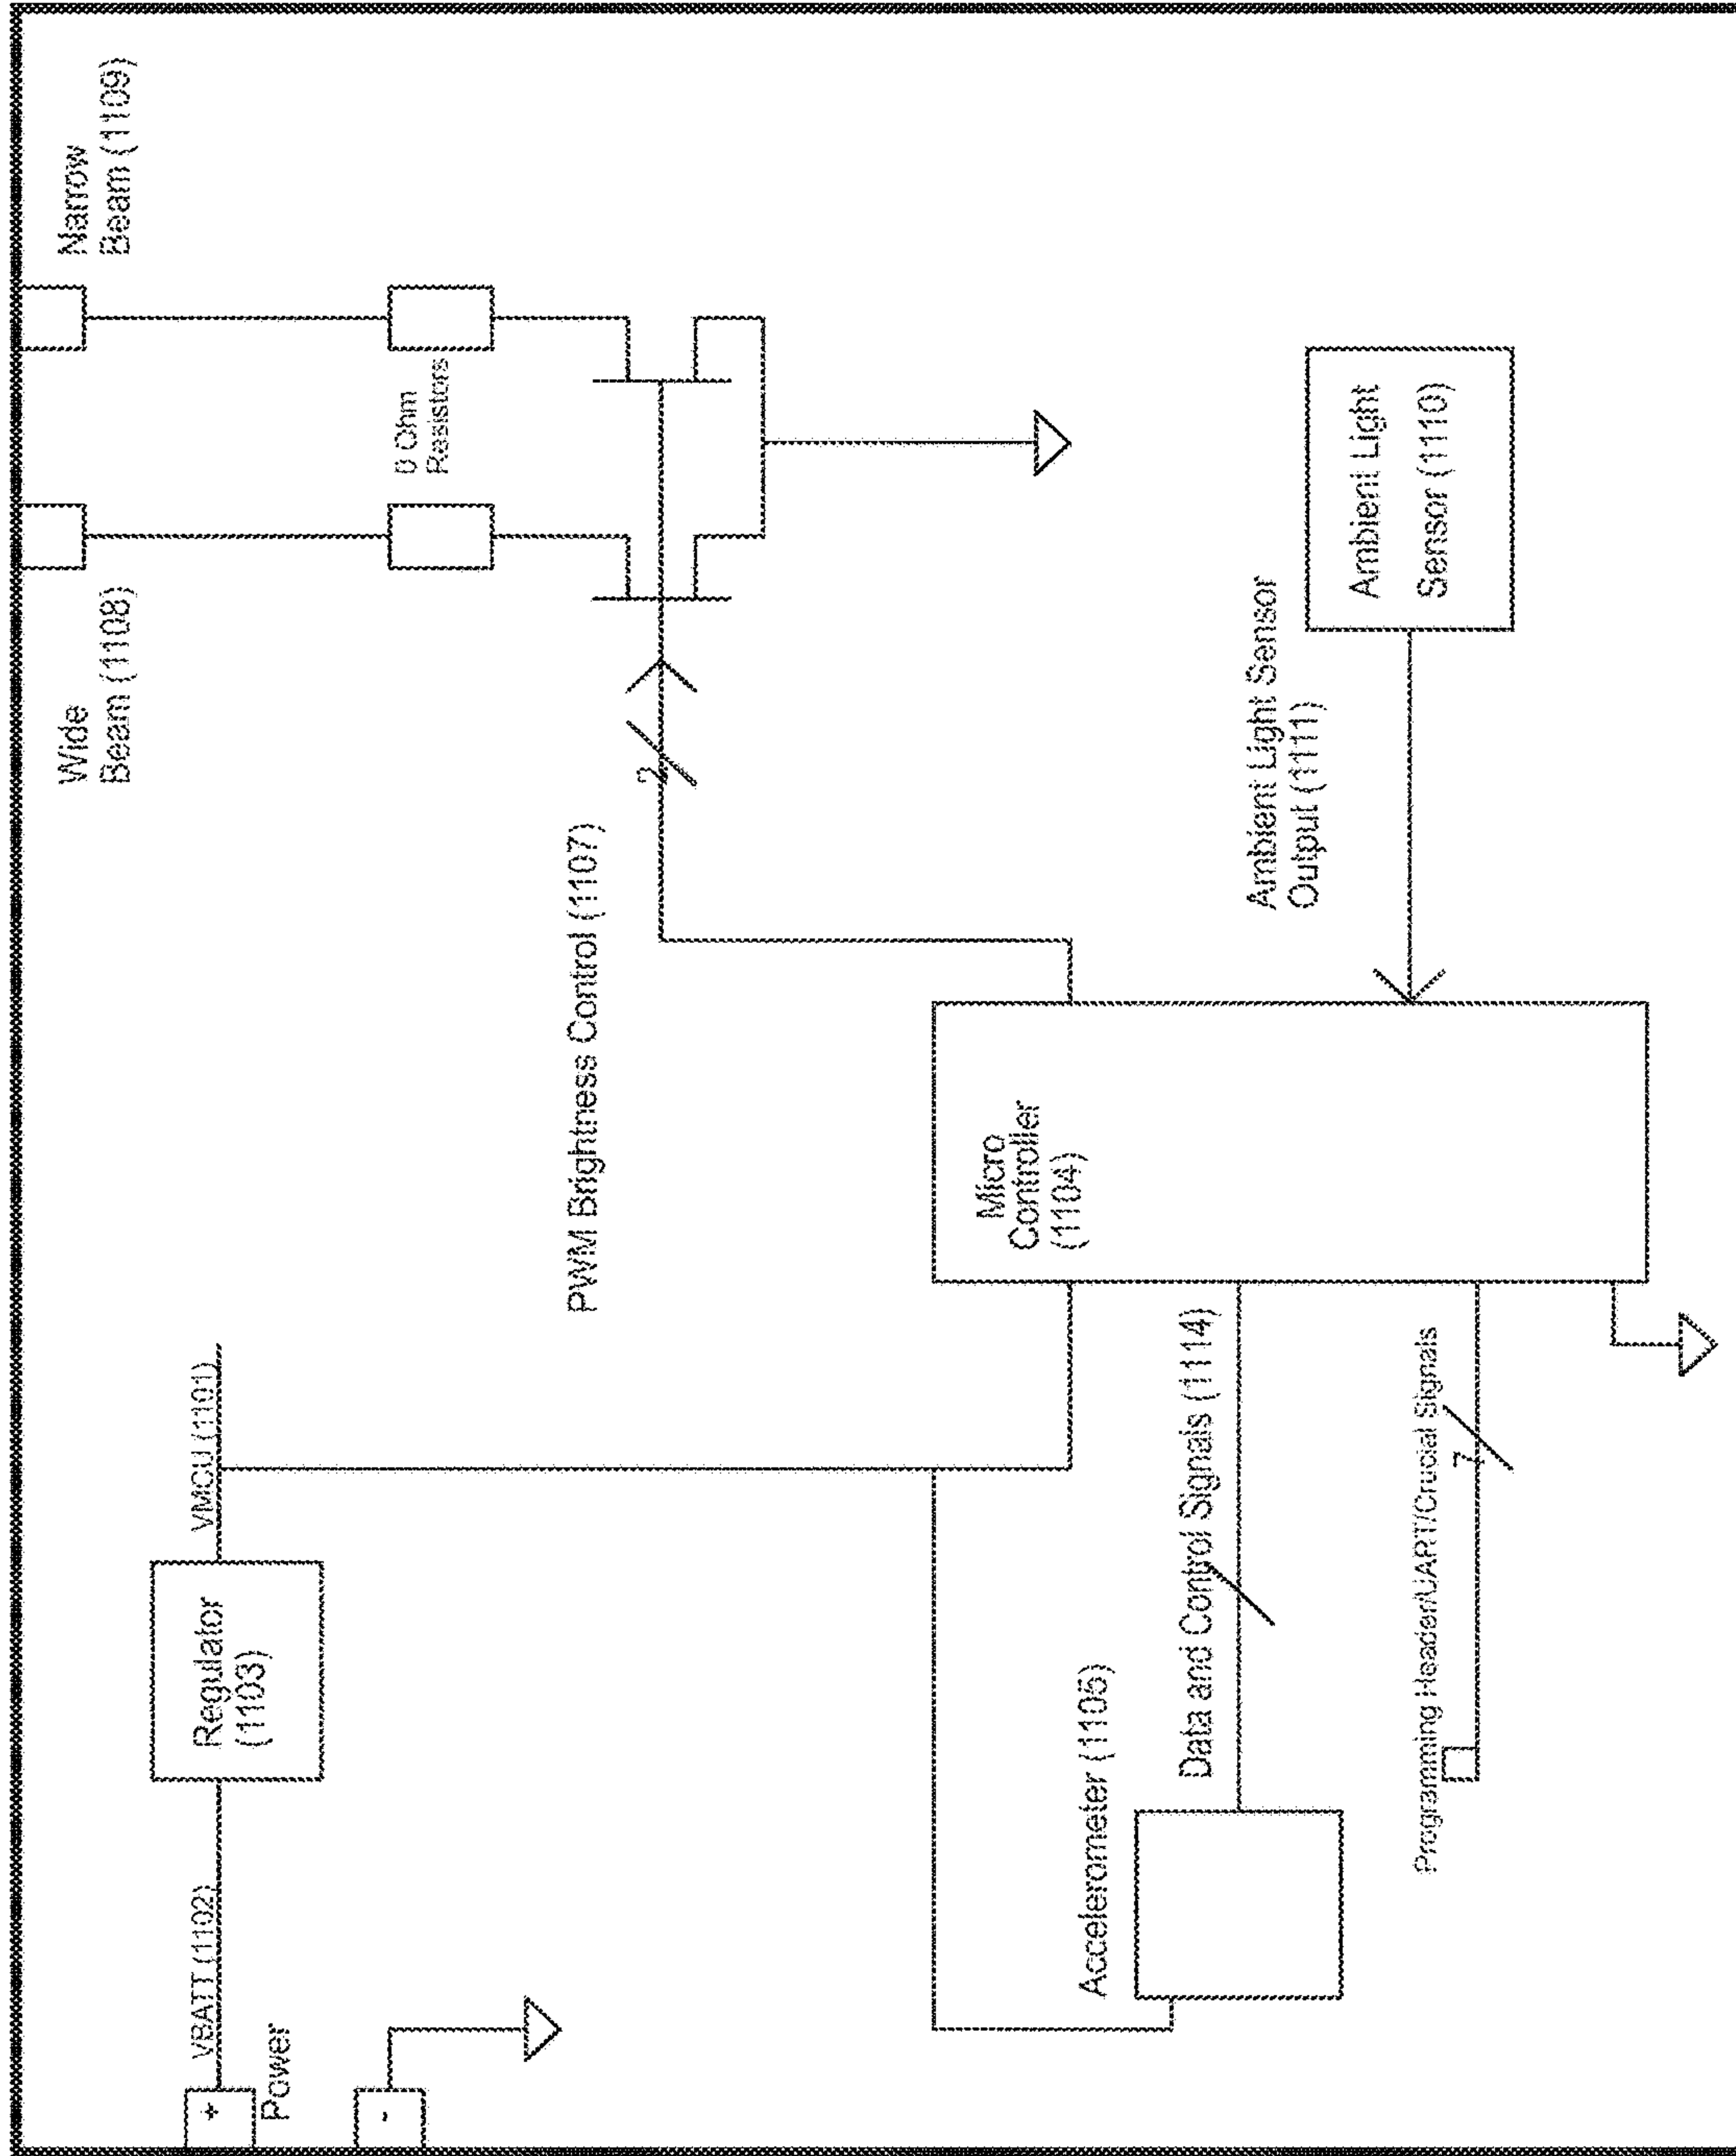 VBATT (1102)
+
Power
-
Regulator
(1103)
VMCU (1101)
Wide
Beam (1108)
Narrow
Beam (1109)
0 Ohm
Resistors
PWM Brightness Control (1107)
2
Accelerometer (1105)
Data and Control Signals (1114)
Programming Header/UART/Crucial Signals
7
Micro
Controller
(1104)
Ambient Light Sensor
Output (1111)
Ambient Light
Sensor (1110)